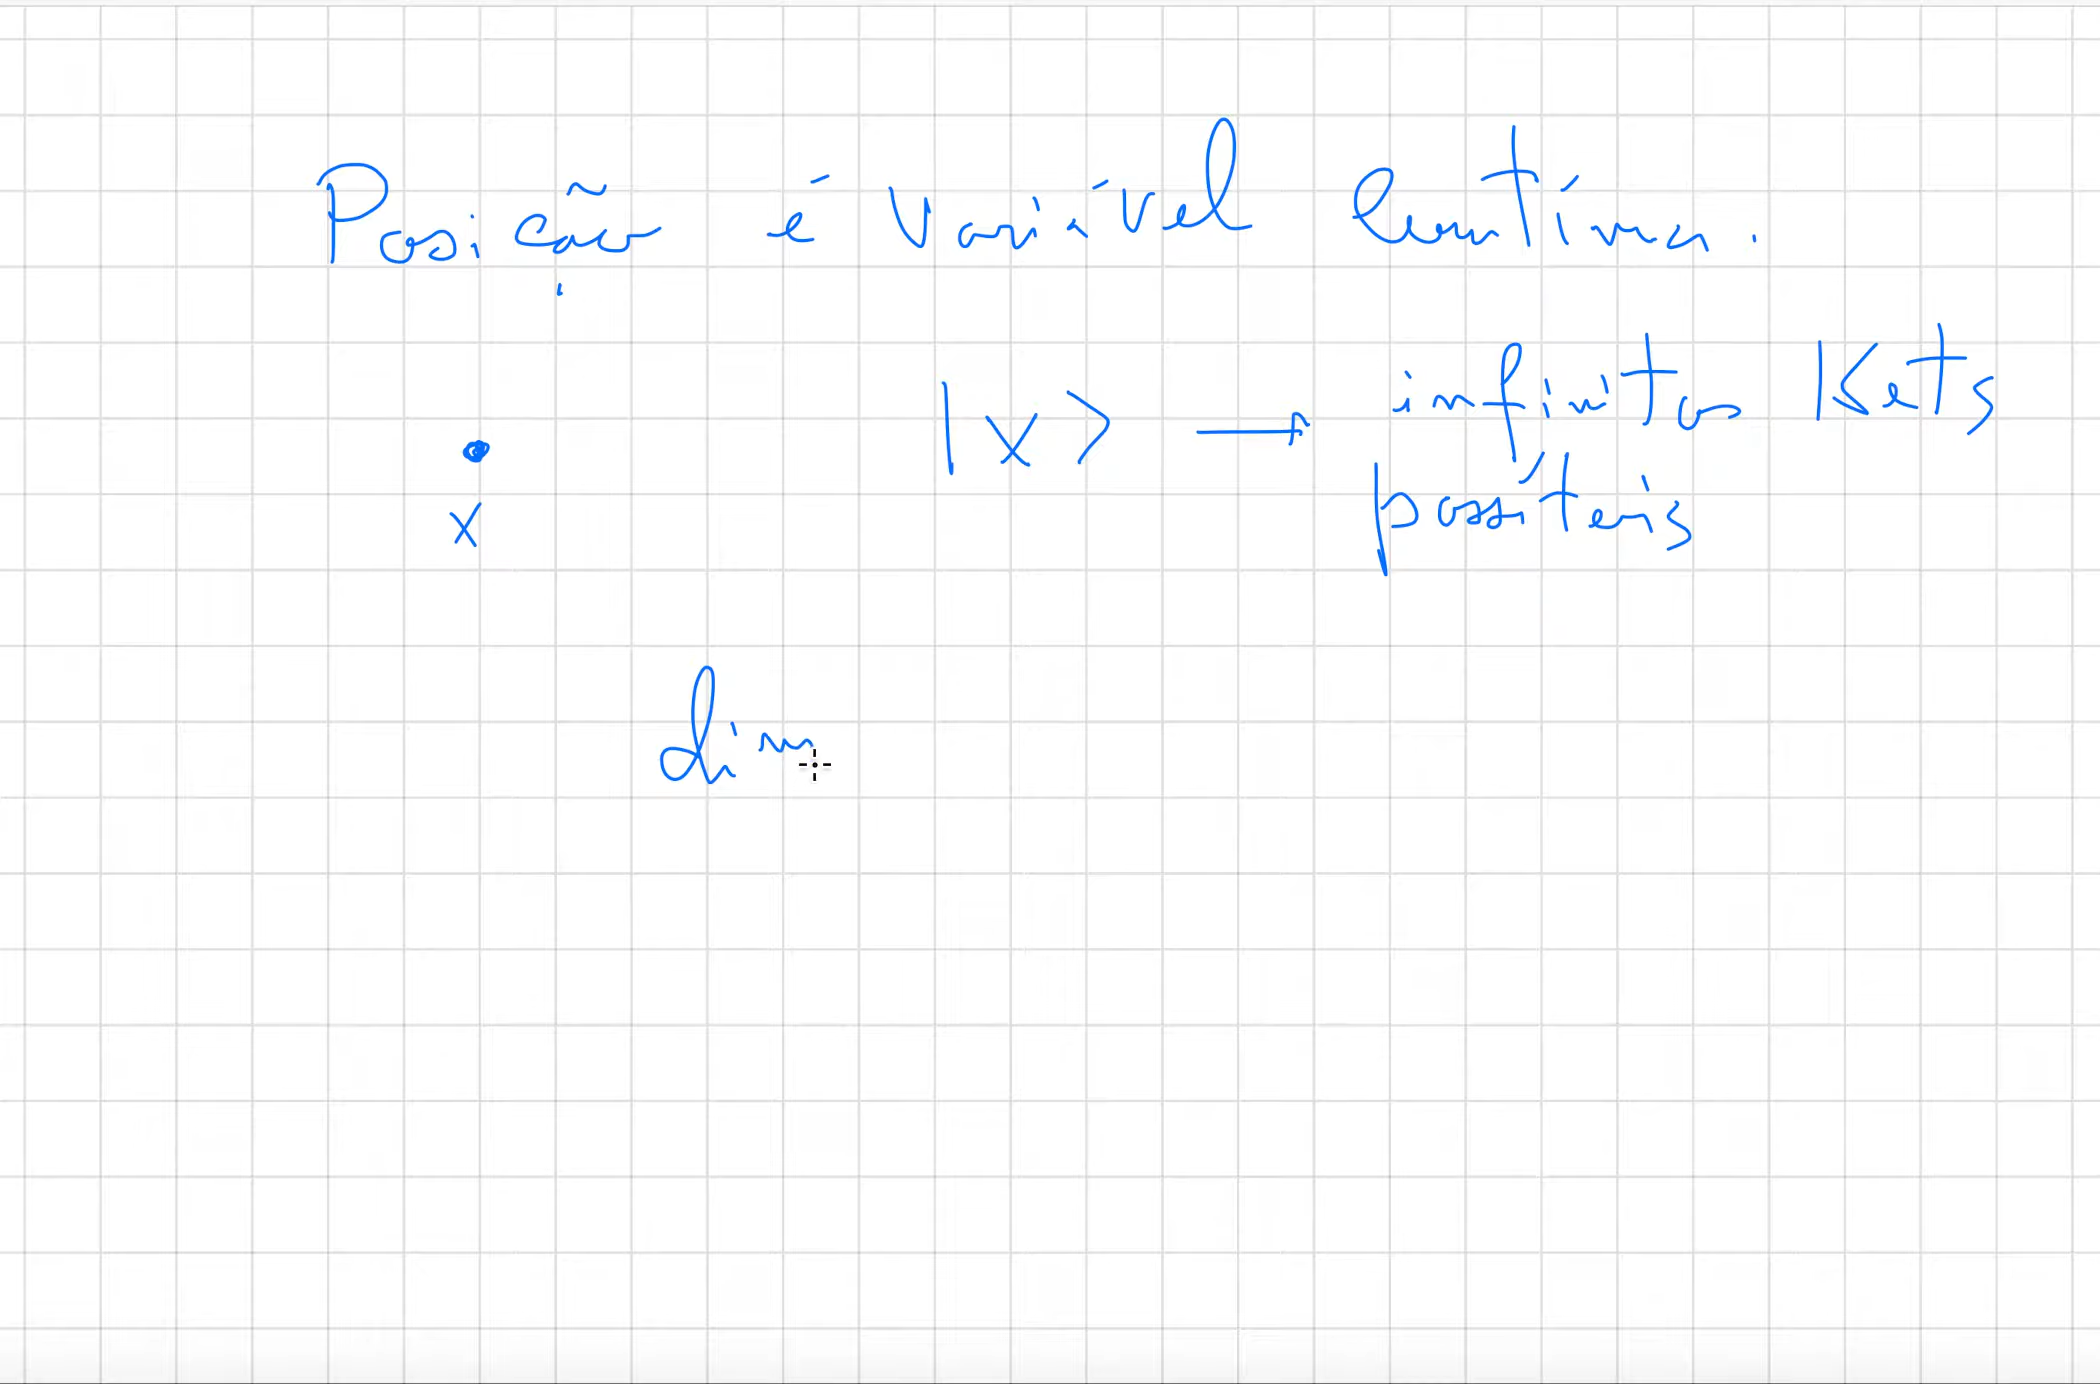 Posição é variável contínua.
|x> → infinitos kets
possíveis
x
dim